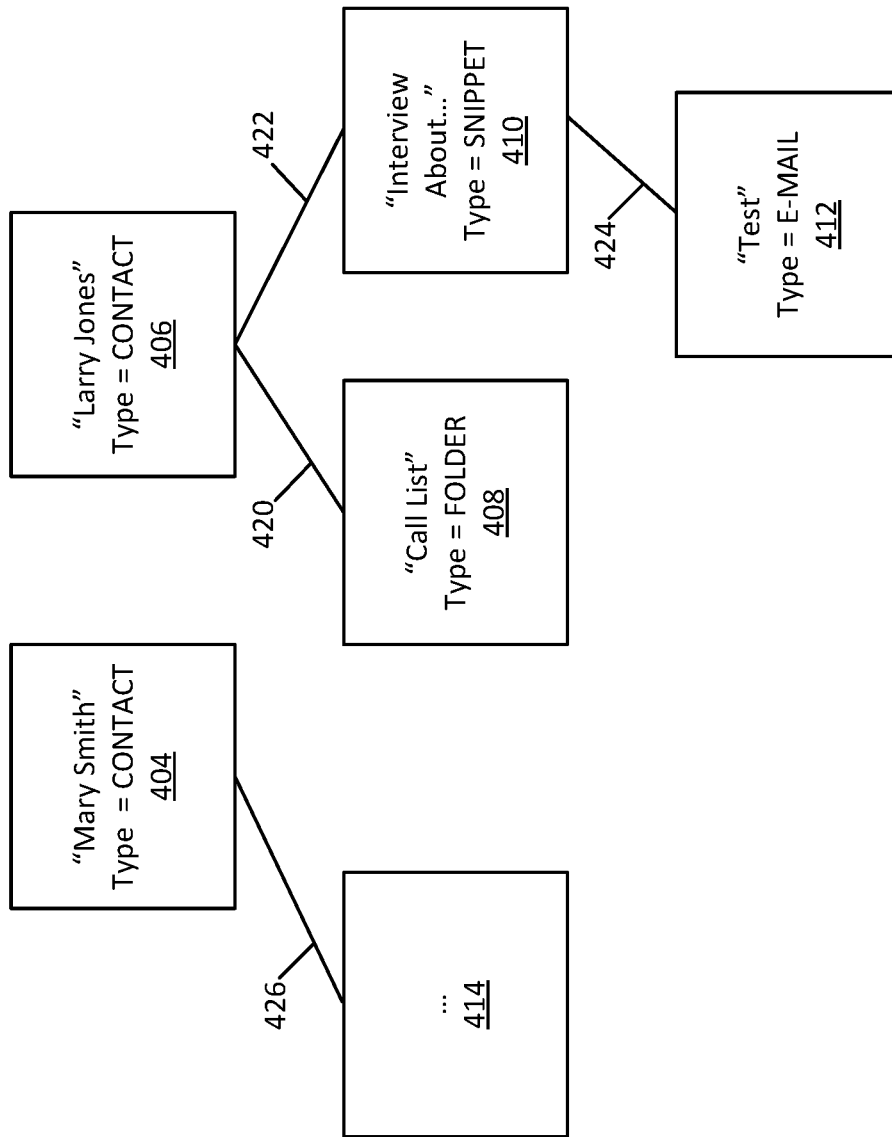 “Mary Smith”
Type = CONTACT
404
“Larry Jones”
Type = CONTACT
406
426
420
422
...
414
“Call List”
Type = FOLDER
408
“Interview
About...”
Type = SNIPPET
410
424
“Test”
Type = E-MAIL
412